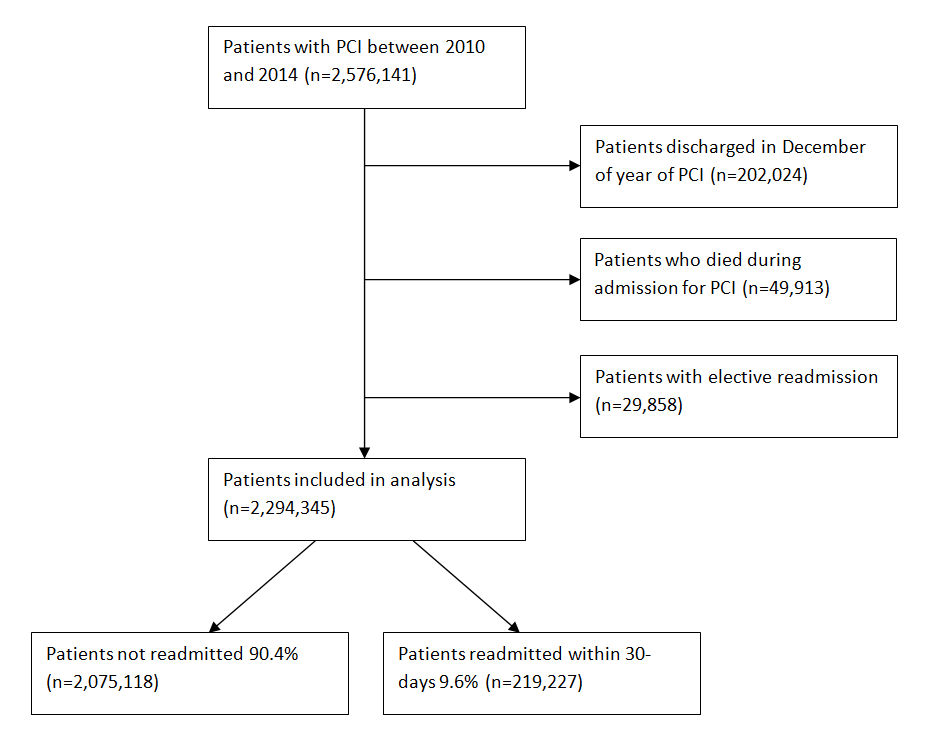 Patients with PCI between 2010
and 2014 (n=2,576,141)
Patients discharged in December
of year of PCI (n=202,024)
Patients who died during
admission for PCI (n=49,913)
Patients with elective readmission
(n=29,858)
Patients included in analysis
(n=2,294,345)
Patients not readmitted 90.4%
(n=2,075,118)
Patients readmitted within 30-
days 9.6% (n=219,227)